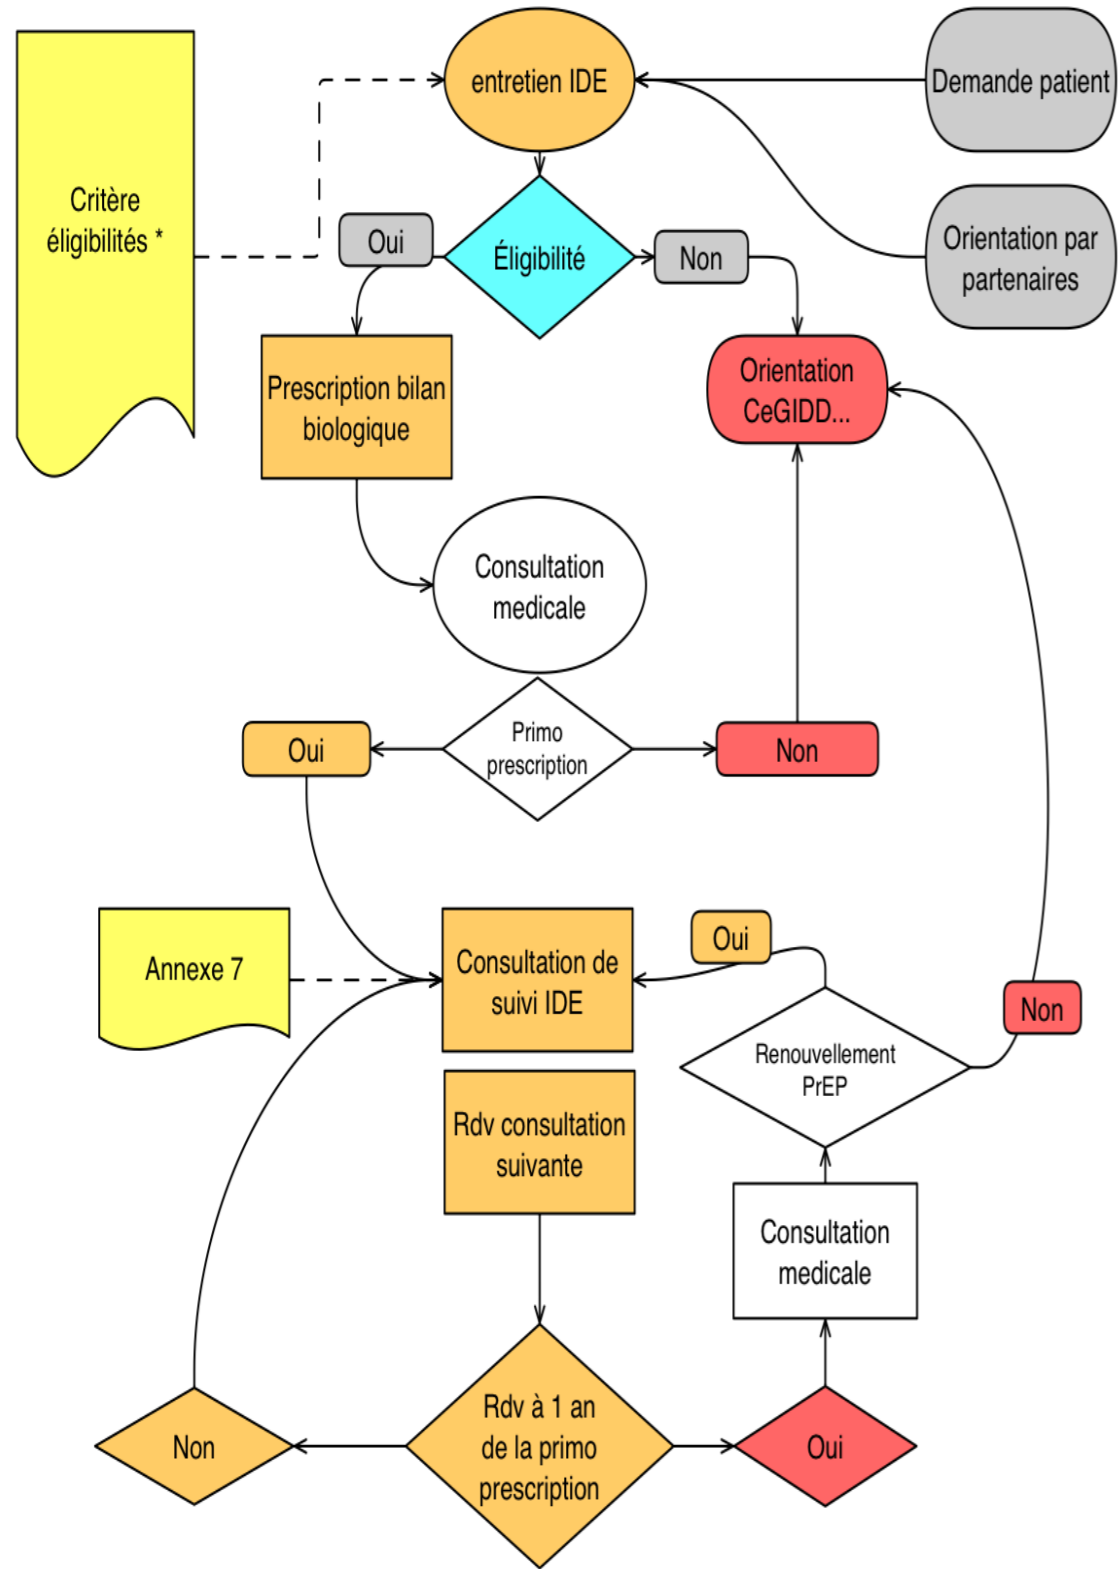 entretien IDE
Demande patient
Critère
éligibilités *
Oui
Éligibilité
Non
Orientation par
partenaires
Prescription bilan
biologique
Orientation
CeGIDD...
Consultation
medicale
Oui
Primo
prescription
Non
Annexe 7
Consultation de
suivi IDE
Oui
Non
Renouvellement
PrEP
Rdv consultation
suivante
Consultation
medicale
Non
Rdv à 1 an
de la primo
prescription
Oui